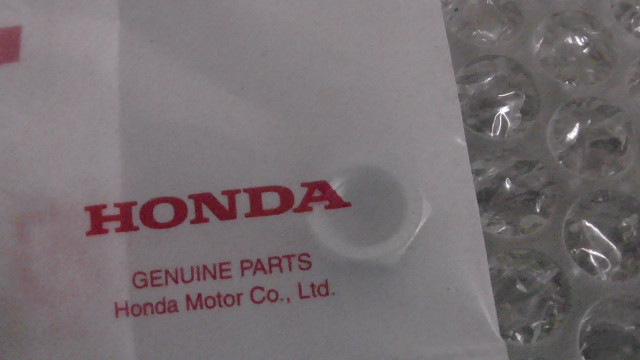 HONDA
GENUINE PARTS
Honda Motor Co., Ltd.